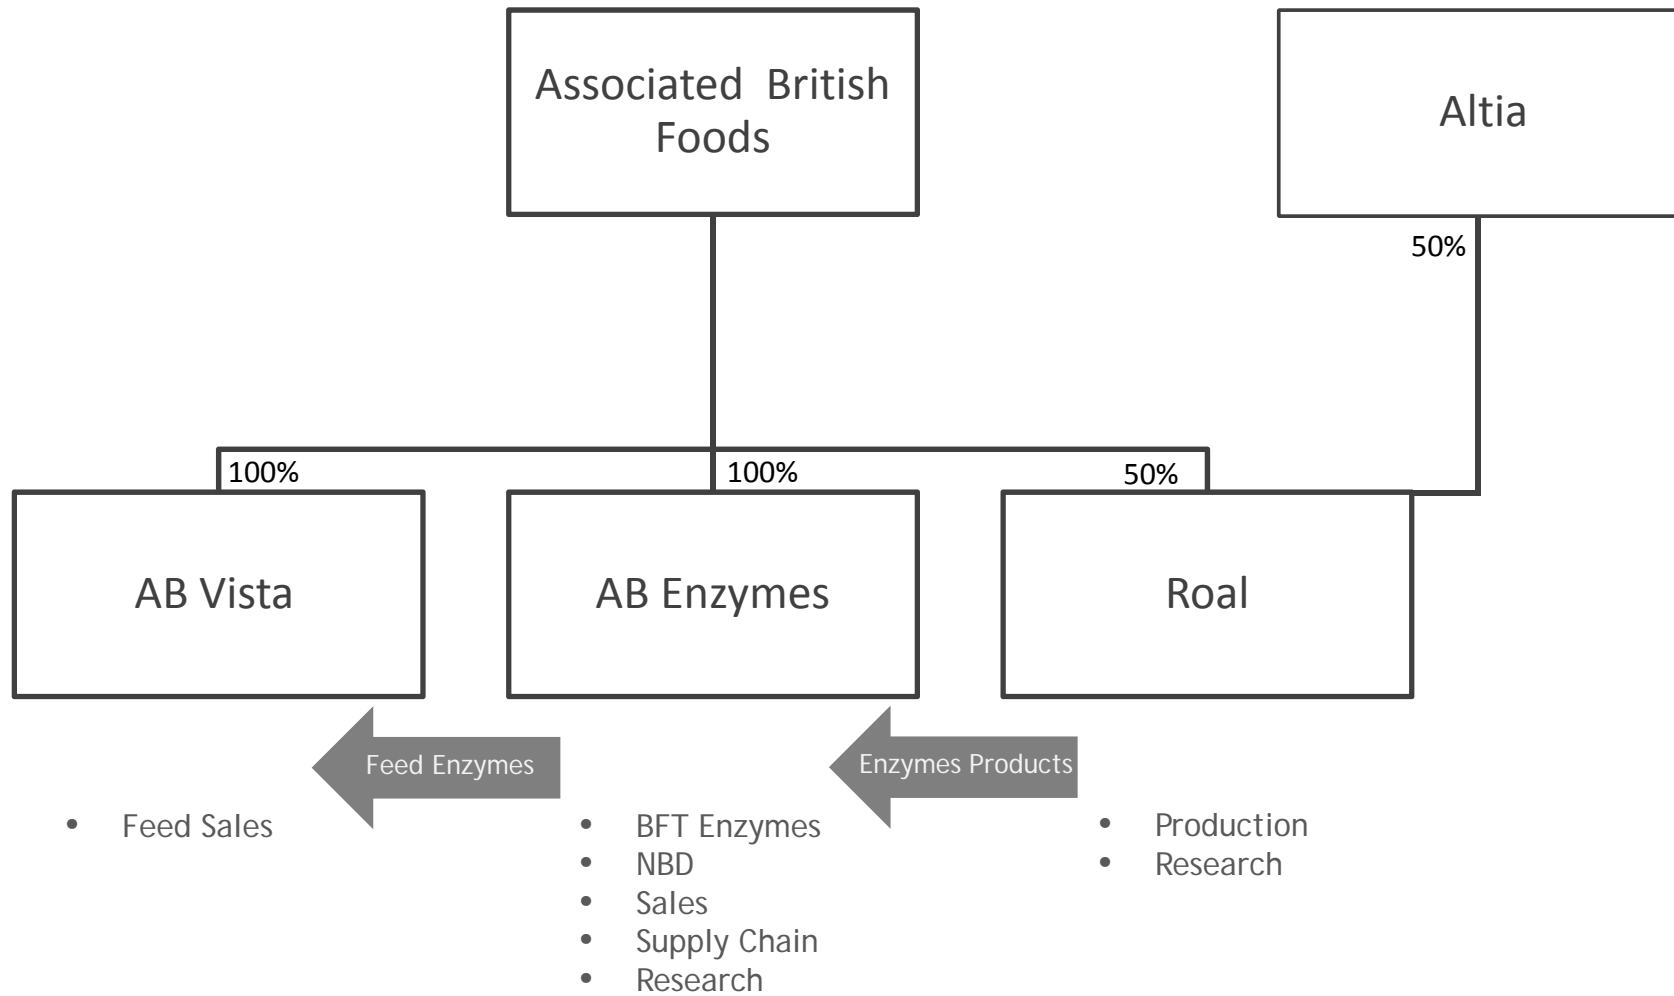 Associated British
Foods
Altia
50%
100%
100%
50%
AB Vista
AB Enzymes
Roal
Feed Enzymes
Enzymes Products
• Feed Sales
• BFT Enzymes
• NBD
• Sales
• Supply Chain
• Research
• Production
• Research